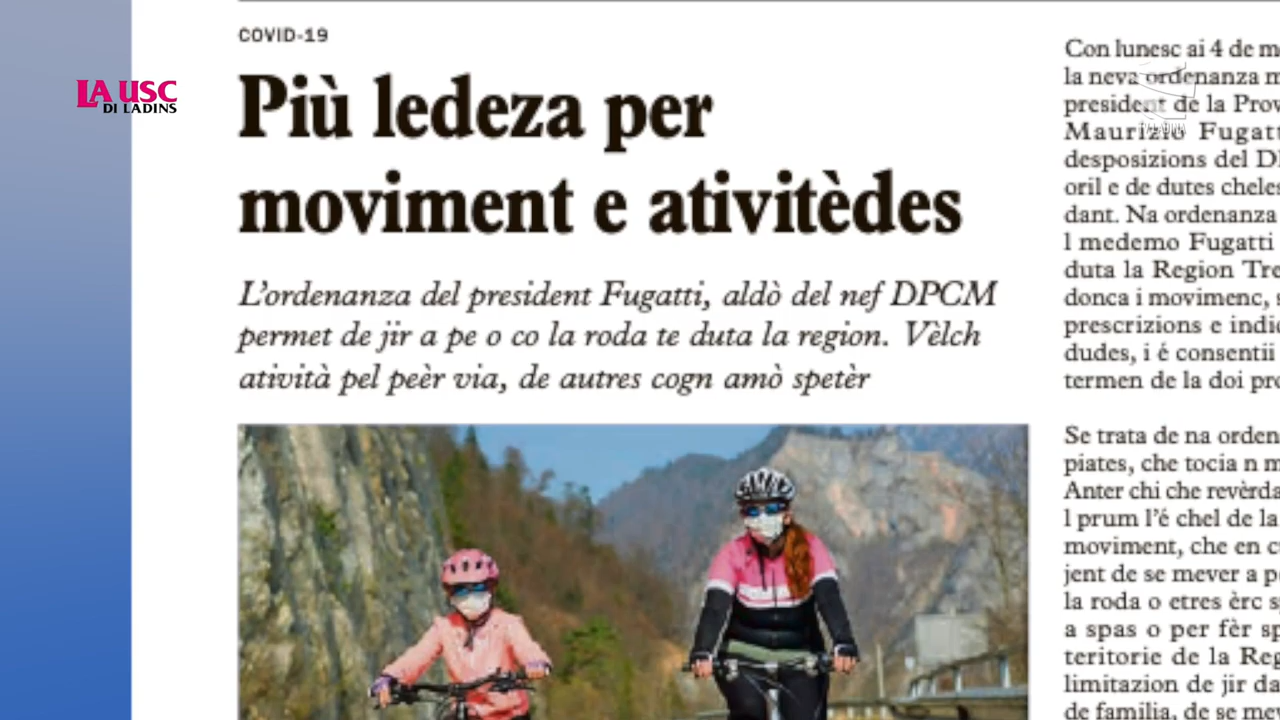 LA USC
DI LADINS
COVID-19
Più ledeza per
moviment e ativitèdes
L'ordenanza del president Fugatti, aldò del nef DPCM
permet de jir a pe o co la roda te duta la region. Vèlch
atività pel peèr via, de autres cogn amò spetèr
Con lunesc ai 4 de m
la neva ordenanza m
president de la Prov
Maurizio Fugatt
desposizions del D
oril e de dutes cheles
dant. Na ordenanza
l medemo Fugatti
duta la Region Tre
donca i movimenc, s
prescrizions e indi
dudes, i é consentii
termen de la doi pro
Se trata de na orden
piates, che tocia n m
Anter chi che revèrda
l prum l'é chel de la
moviment, che en c
jent de se mever a p
la roda o etres èrc s
a spas o per fèr sp
teritorie de la Reg
limitazion de jir da
de familia, de se mev